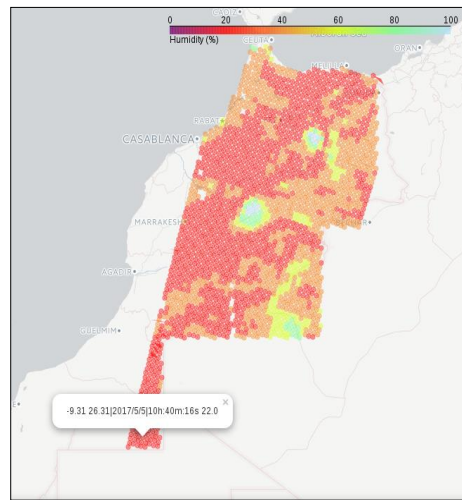 CADIZ
0 20 40 60 80 100
Humidity (%)
CEUTA
ORAN
MELILLA
RABAT
CASABLANCA
MARRAKESH
AGADIR
GUELMIM
-9.31 26.31|2017/5/5|10h:40m:16s 22.0
×